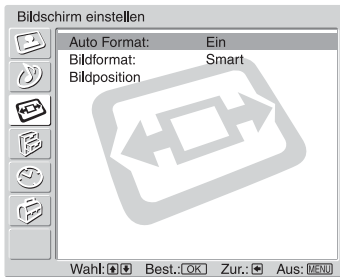 Bildschirm einstellen
Auto Format: Ein
Bildformat: Smart
Bildposition
Wahl: Best.: OK Zur.: Aus: MENU